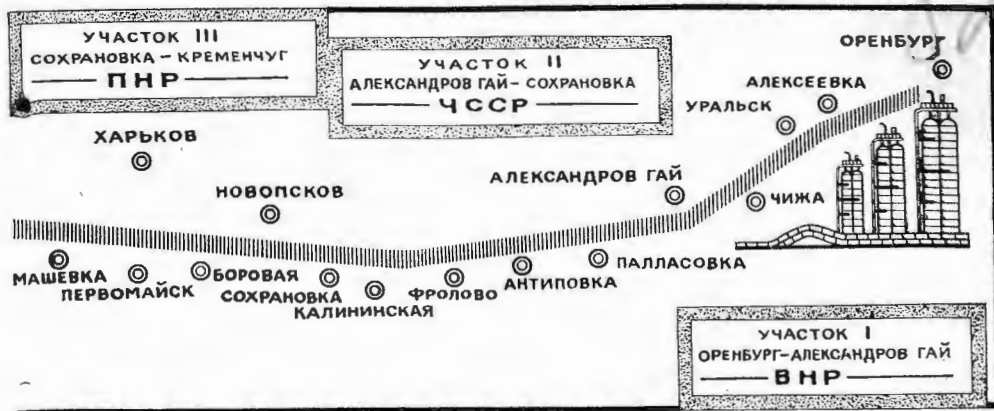 УЧАСТОК III
СОХРАНОВКА – КРЕМЕНЧУГ
ПНР
УЧАСТОК II
АЛЕКСАНДРОВ ГАЙ – СОХРАНОВКА
ЧССР
ОРЕНБУРГ
АЛЕКСЕЕВКА
УРАЛЬСК
ХАРЬКОВ
АЛЕКСАНДРОВ ГАЙ
НОВОПСКОВ
ЧИЖА
МАШЕВКА
ПЕРВОМАЙСК
БОРОВАЯ
СОХРАНОВКА
КАЛИНИНСКАЯ
ФРОЛОВО
АНТИПОВКА
ПАЛЛАСОВКА
УЧАСТОК I
ОРЕНБУРГ–АЛЕКСАНДРОВ ГАЙ
ВНР